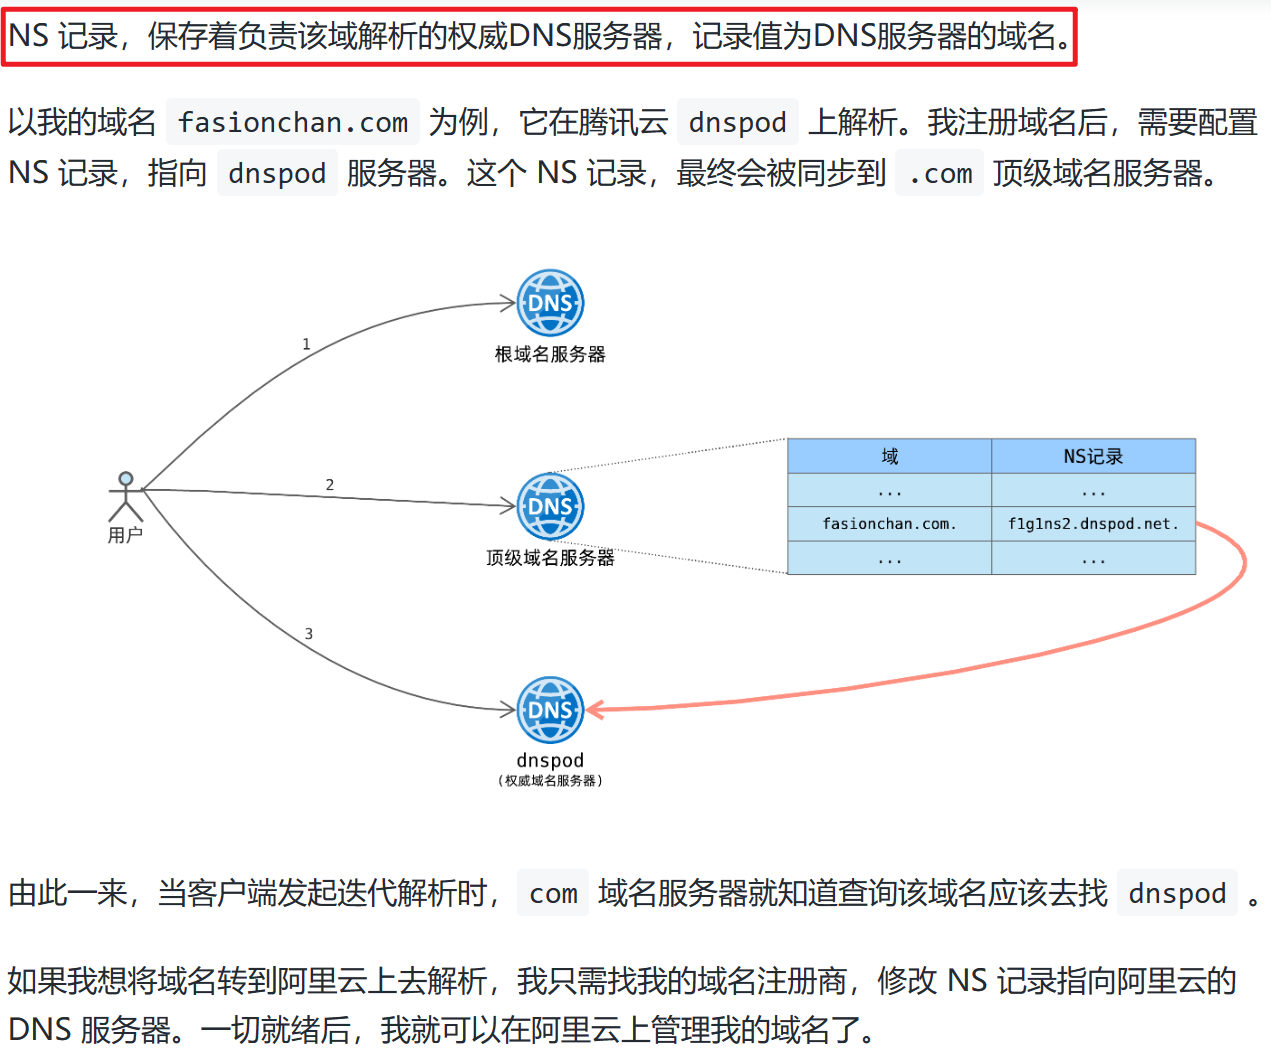 NS 记录，保存着负责该域解析的权威DNS服务器，记录值为DNS服务器的域名。
以我的域名 fasionchan.com 为例，它在腾讯云 dnspod 上解析。我注册域名后，需要配置
NS 记录，指向 dnspod 服务器。这个 NS 记录，最终会被同步到 .com 顶级域名服务器。
DNS
根域名服务器
1
用户
2
DNS
顶级域名服务器
域 NS记录
... ...
fasionchan.com. f1g1ns2.dnspod.net.
... ...
3
DNS
dnspod
(权威域名服务器)
由此一来，当客户端发起迭代解析时， com 域名服务器就知道查询该域名应该去找 dnspod 。
如果我想将域名转到阿里云上去解析，我只需找我的域名注册商，修改 NS 记录指向阿里云的
DNS 服务器。一切就绪后，我就可以在阿里云上管理我的域名了。